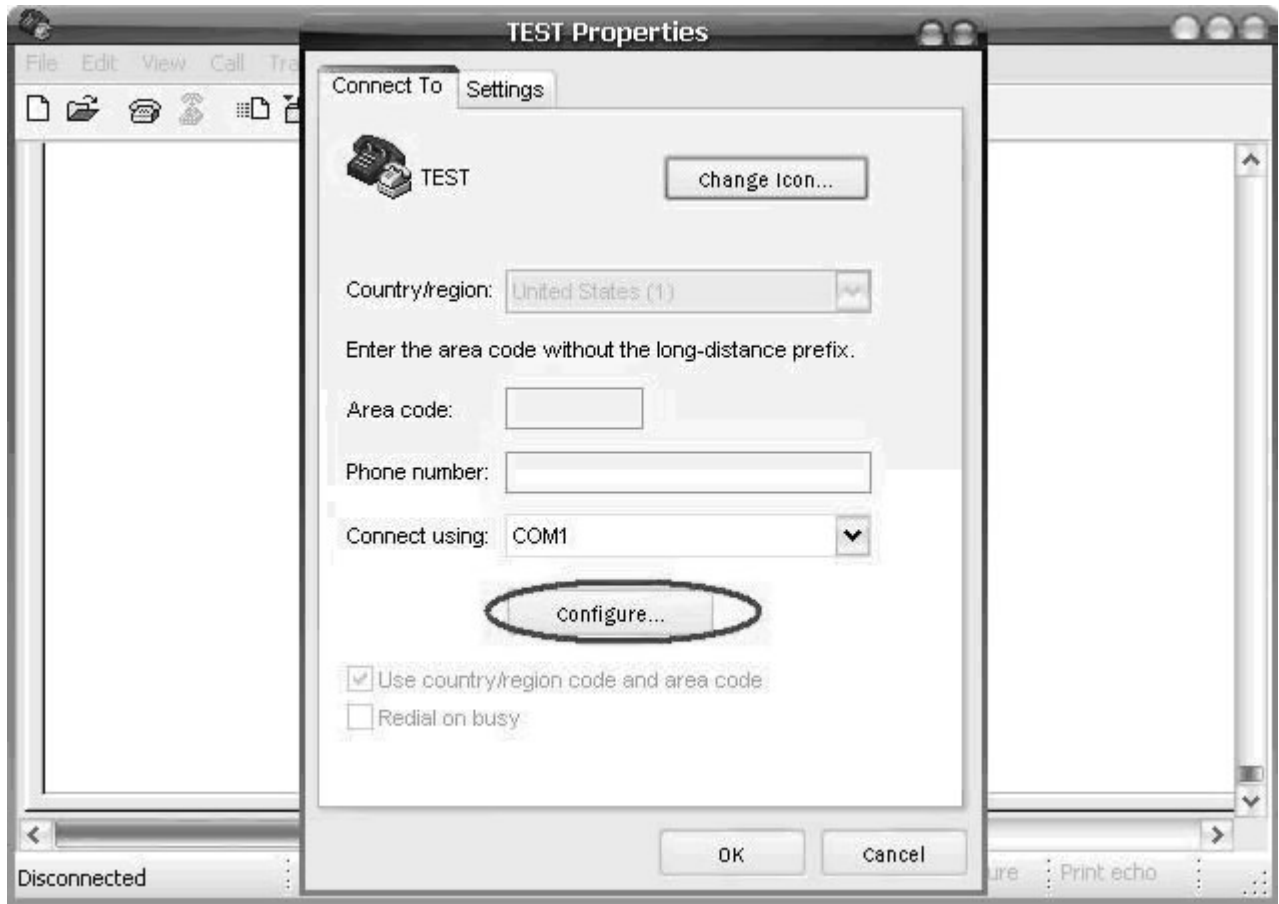 TEST Properties
File Edit View Call Tra
Connect To Settings
TEST
Change Icon...
Country/region: United States (1)
Enter the area code without the long-distance prefix.
Area code:
Phone number:
Connect using: COM1
Configure...
Use country/region code and area code
Redial on busy
OK Cancel
Disconnected ure Print echo